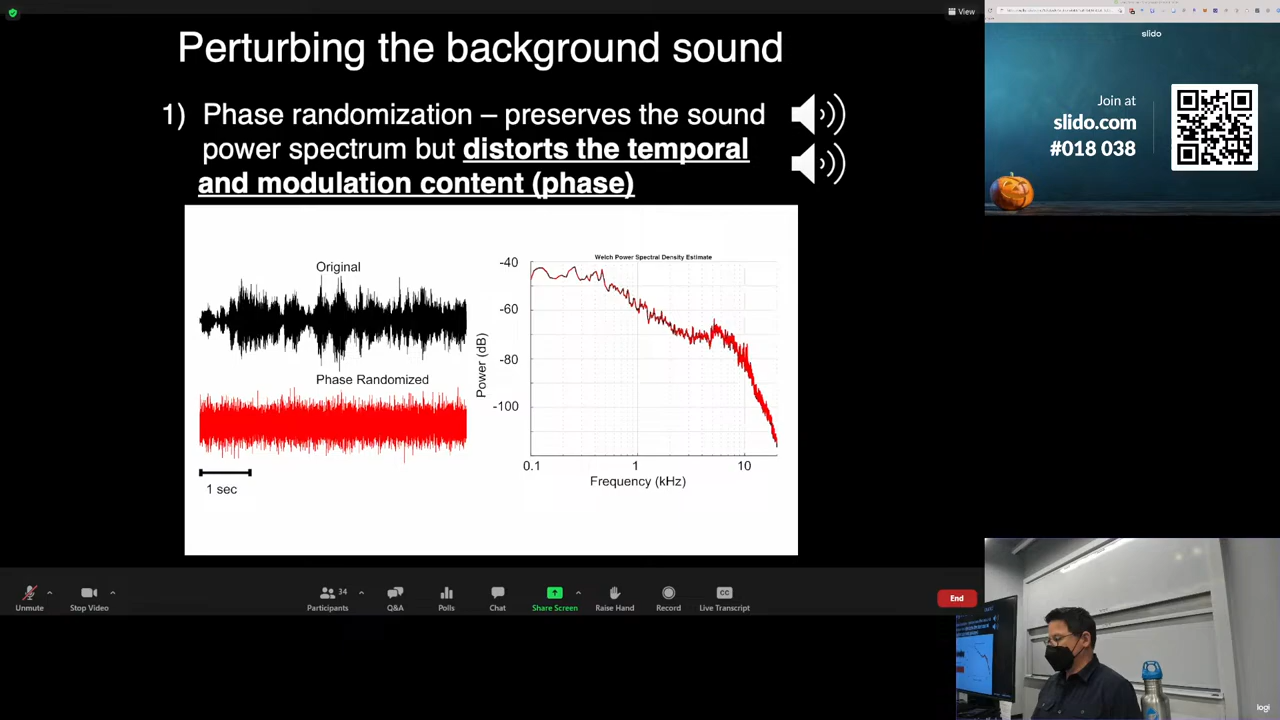 View
Perturbing the background sound
1) Phase randomization – preserves the sound
power spectrum but distorts the temporal
and modulation content (phase)
Original
Phase Randomized
1 sec
Welch Power Spectral Density Estimate
-40
-60
-80
-100
Power (dB)
0.1
1
10
Frequency (kHz)
slido
Join at
slido.com
#018 038
Unmute
Stop Video
34
Participants
Q&A
Polls
Chat
Share Screen
Raise Hand
Record
CC
Live Transcript
End
logi